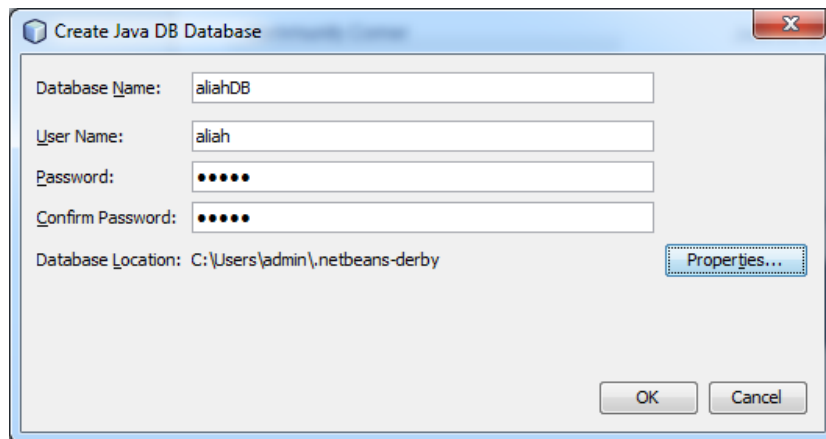 Create Java DB Database
Database Name: aliahDB
User Name: aliah
Password: •••••
Confirm Password: •••••
Database Location: C:\Users\admin\.netbeans-derby
Properties...
OK Cancel